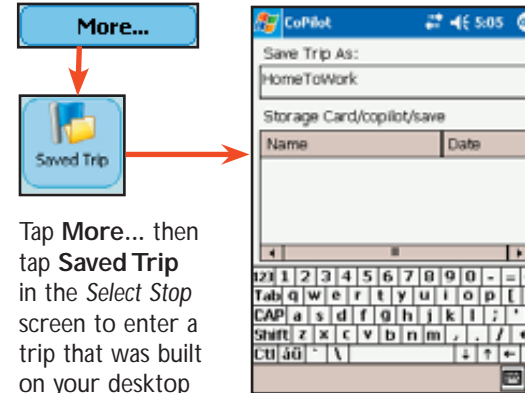 More...
Saved Trip
Tap More... then
tap Saved Trip
in the Select Stop
screen to enter a
trip that was built
on your desktop
CoPilot 5:05
Save Trip As:
HomeToWork
Storage Card/copilot/save
Name Date
123 1 2 3 4 5 6 7 8 9 0 - =
Tab q w e r t y u i o p [
CAP a s d f g h j k l ; '
Shift z x c v b n m , . /
Ctl áü ` \ ↓ ↑ ←